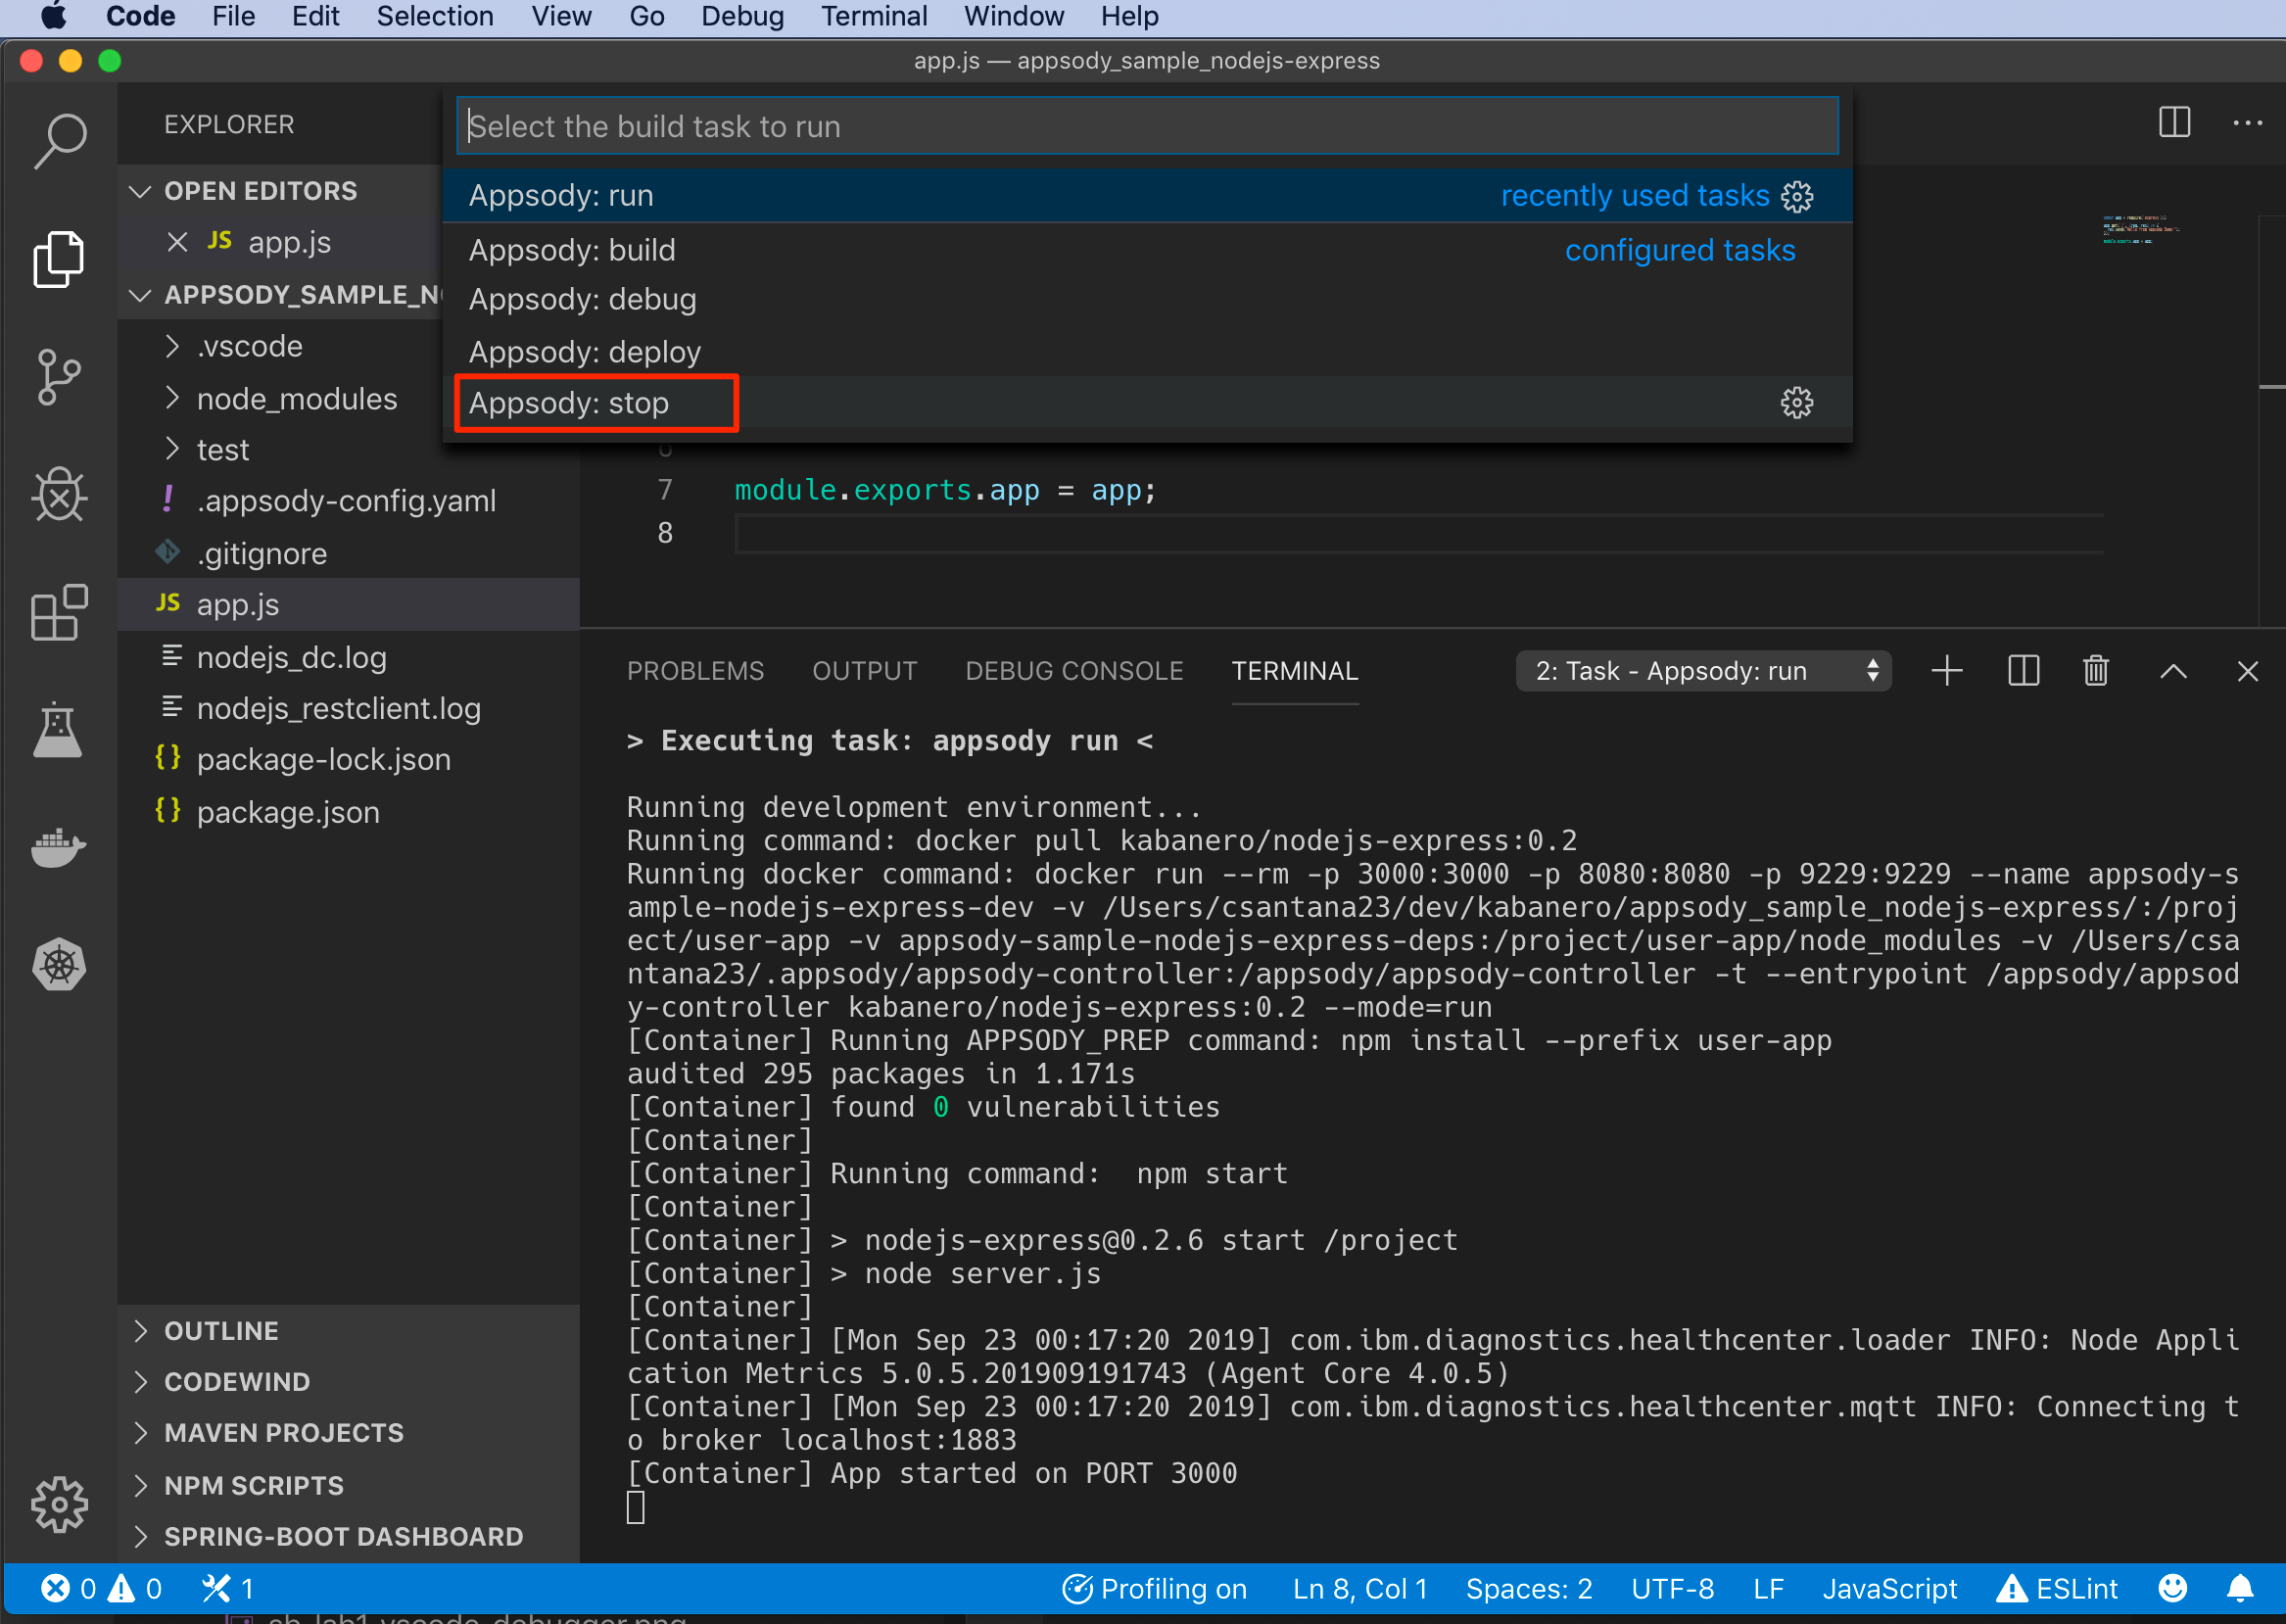 Code File Edit Selection View Go Debug Terminal Window Help
app.js — appsody_sample_nodejs-express
EXPLORER
OPEN EDITORS
JS app.js
APPSODY_SAMPLE_N
.vscode
node_modules
test
! .appsody-config.yaml
.gitignore
JS app.js
nodejs_dc.log
nodejs_restclient.log
{} package-lock.json
{} package.json
OUTLINE
CODEWIND
MAVEN PROJECTS
NPM SCRIPTS
SPRING-BOOT DASHBOARD
Select the build task to run
Appsody: run recently used tasks
Appsody: build configured tasks
Appsody: debug
Appsody: deploy
Appsody: stop
6
7 module.exports.app = app;
8
PROBLEMS OUTPUT DEBUG CONSOLE TERMINAL 2: Task - Appsody: run
> Executing task: appsody run <
Running development environment...
Running command: docker pull kabanero/nodejs-express:0.2
Running docker command: docker run --rm -p 3000:3000 -p 8080:8080 -p 9229:9229 --name appsody-s
ample-nodejs-express-dev -v /Users/csantana23/dev/kabanero/appsody_sample_nodejs-express/:/proj
ect/user-app -v appsody-sample-nodejs-express-deps:/project/user-app/node_modules -v /Users/csa
ntana23/.appsody/appsody-controller:/appsody/appsody-controller -t --entrypoint /appsody/appsod
y-controller kabanero/nodejs-express:0.2 --mode=run
[Container] Running APPSODY_PREP command: npm install --prefix user-app
audited 295 packages in 1.171s
[Container] found 0 vulnerabilities
[Container]
[Container] Running command:  npm start
[Container]
[Container] > nodejs-express@0.2.6 start /project
[Container] > node server.js
[Container]
[Container] [Mon Sep 23 00:17:20 2019] com.ibm.diagnostics.healthcenter.loader INFO: Node Appli
cation Metrics 5.0.5.201909191743 (Agent Core 4.0.5)
[Container] [Mon Sep 23 00:17:20 2019] com.ibm.diagnostics.healthcenter.mqtt INFO: Connecting t
o broker localhost:1883
[Container] App started on PORT 3000
0 0 1 Profiling on Ln 8, Col 1 Spaces: 2 UTF-8 LF JavaScript ESLint